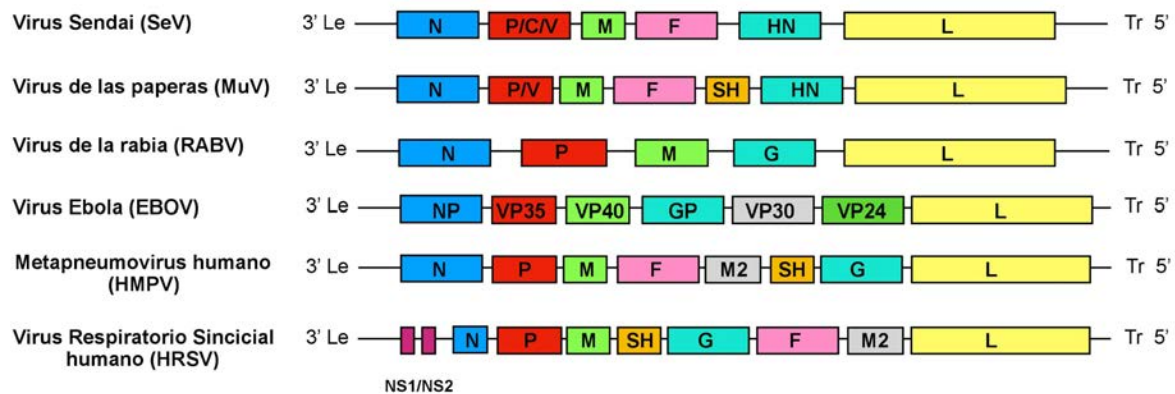 Virus Sendai (SeV) 3' Le N P/C/V M F HN L Tr 5'
Virus de las paperas (MuV) 3' Le N P/V M F SH HN L Tr 5'
Virus de la rabia (RABV) 3' Le N P M G L Tr 5'
Virus Ebola (EBOV) 3' Le NP VP35 VP40 GP VP30 VP24 L Tr 5'
Metapneumovirus humano
(HMPV) 3' Le N P M F M2 SH G L Tr 5'
Virus Respiratorio Sincicial
humano (HRSV) 3' Le N P M SH G F M2 L Tr 5'
NS1/NS2